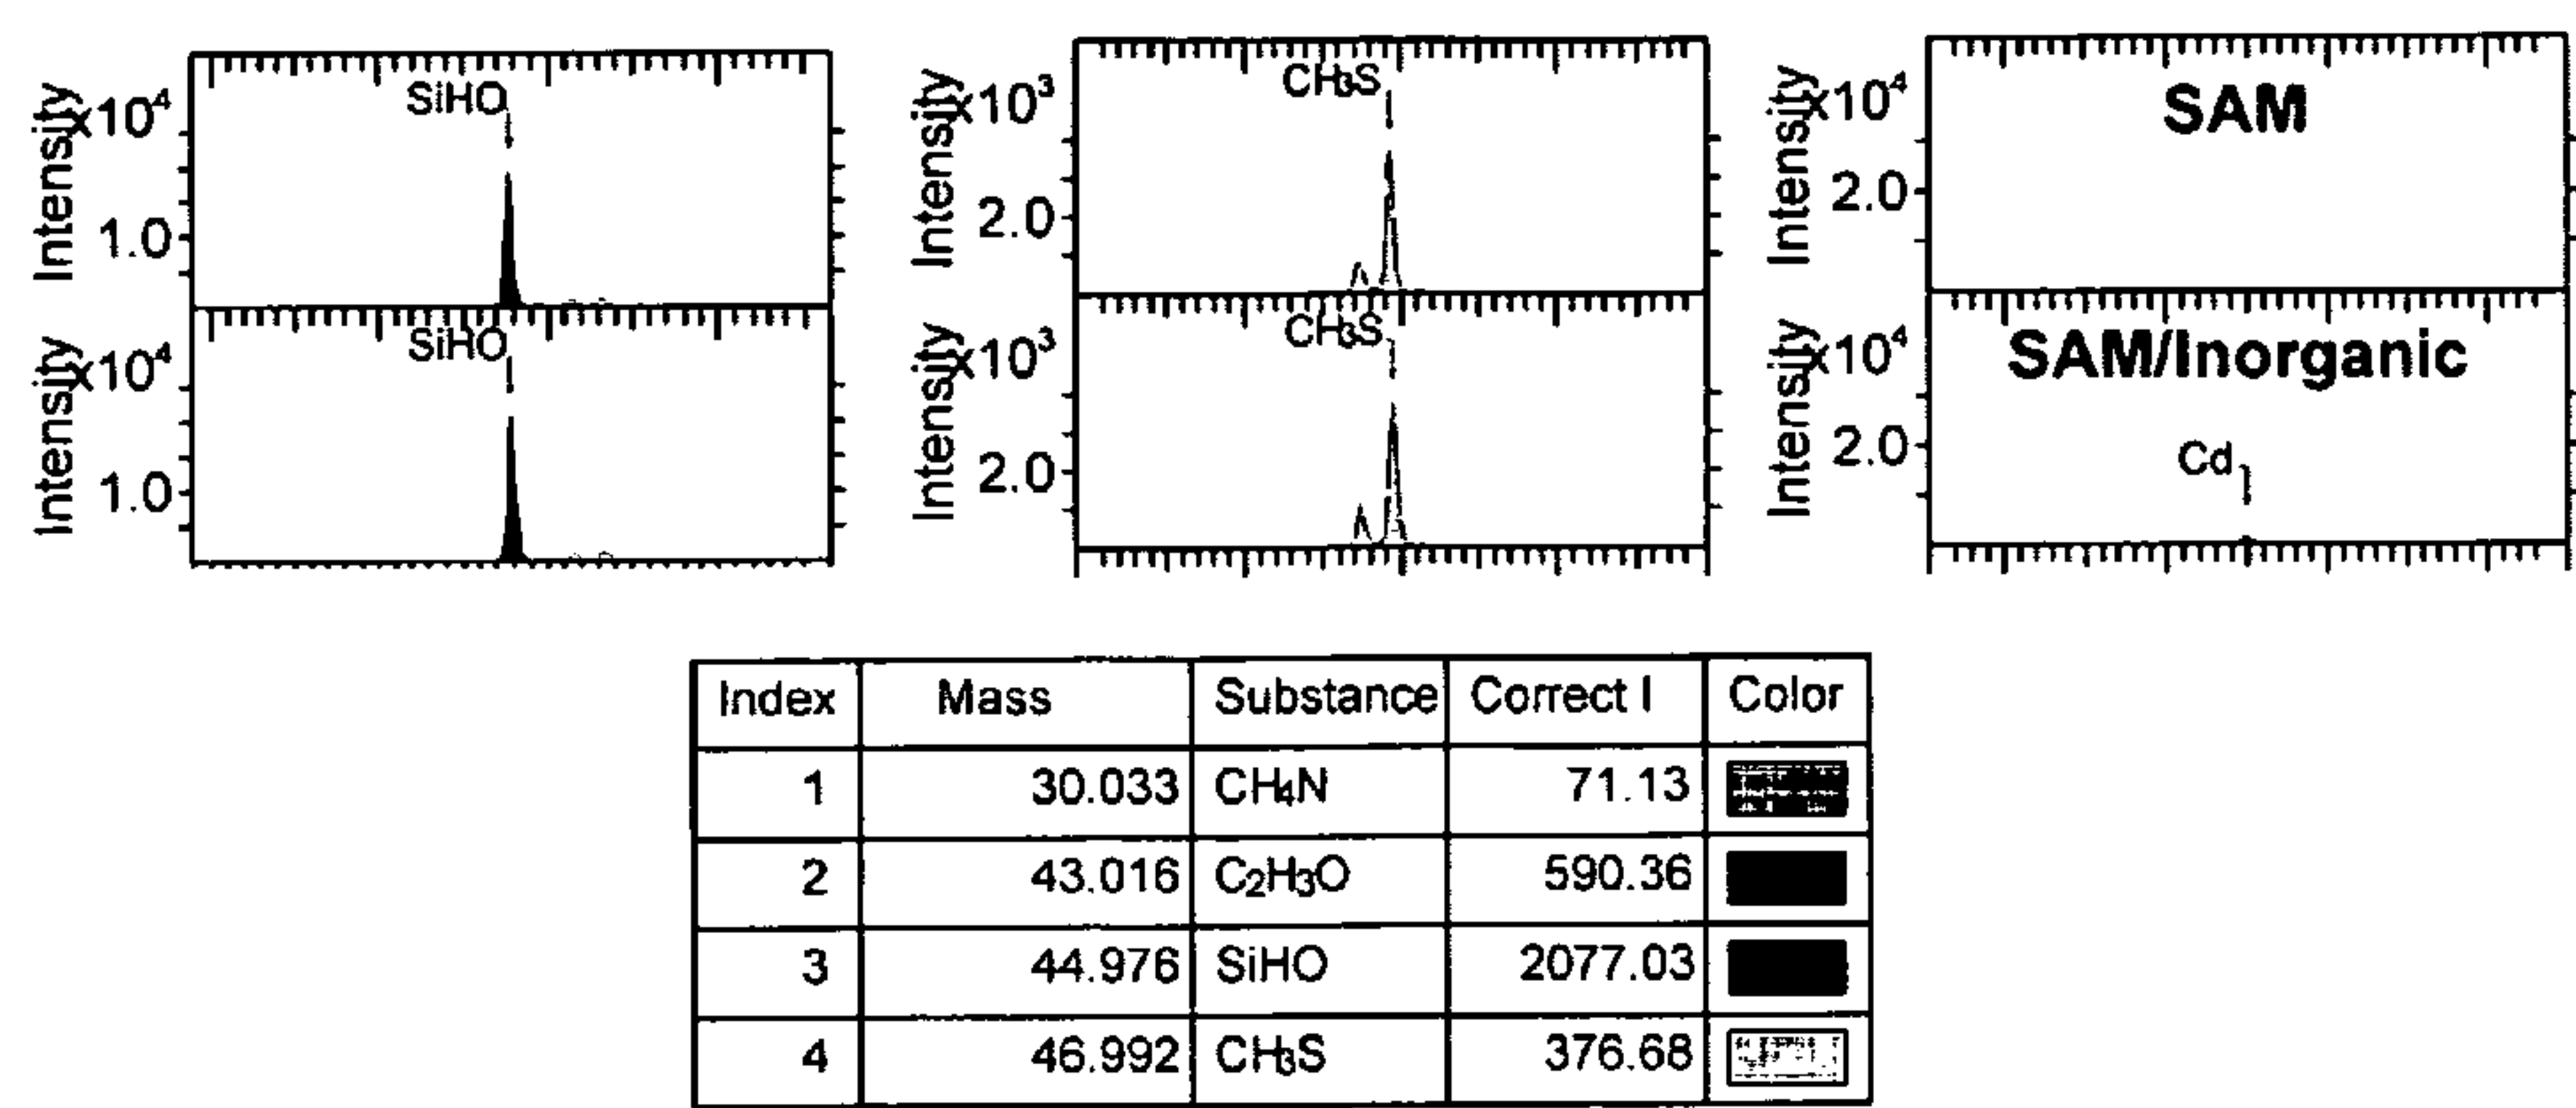 Intensity
x10⁴
1.0
SiHO
Intensity
x10³
2.0
CH₃S
Intensity
x10⁴
2.0
SAM
Intensity
x10⁴
1.0
SiHO
Intensity
x10³
2.0
CH₃S
Intensity
x10⁴
2.0
SAM/Inorganic
Cd
Index Mass Substance Correct I Color
1 30.033 CH₄N 71.13
2 43.016 C₂H₃O 590.36
3 44.976 SiHO 2077.03
4 46.992 CH₃S 376.68